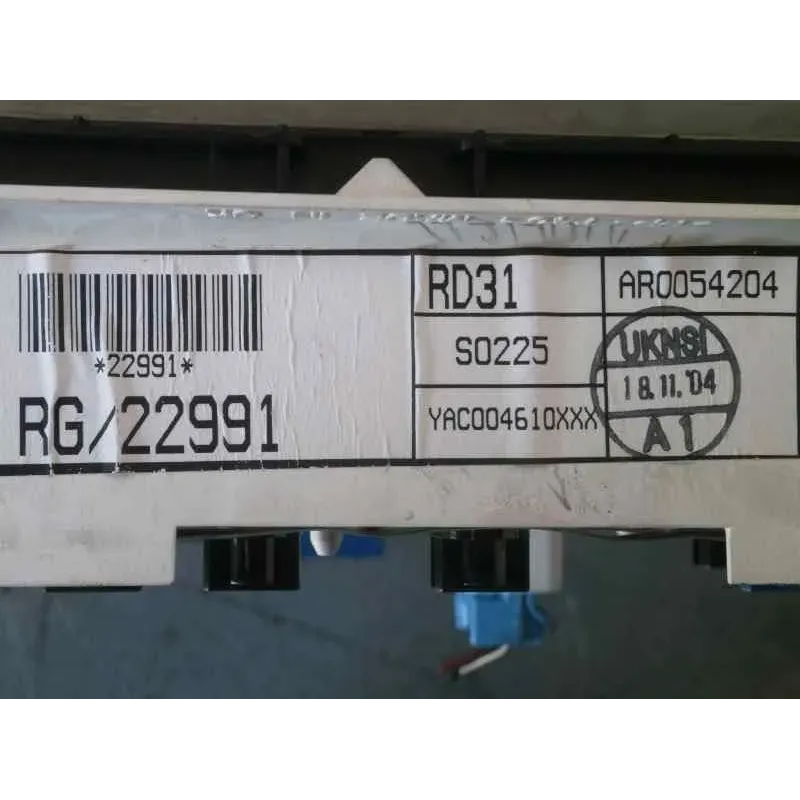 *22991*
RG/22991
RD31
AR0054204
S0225
YAC004610XXX
UKNSI
18.11.'04
A1